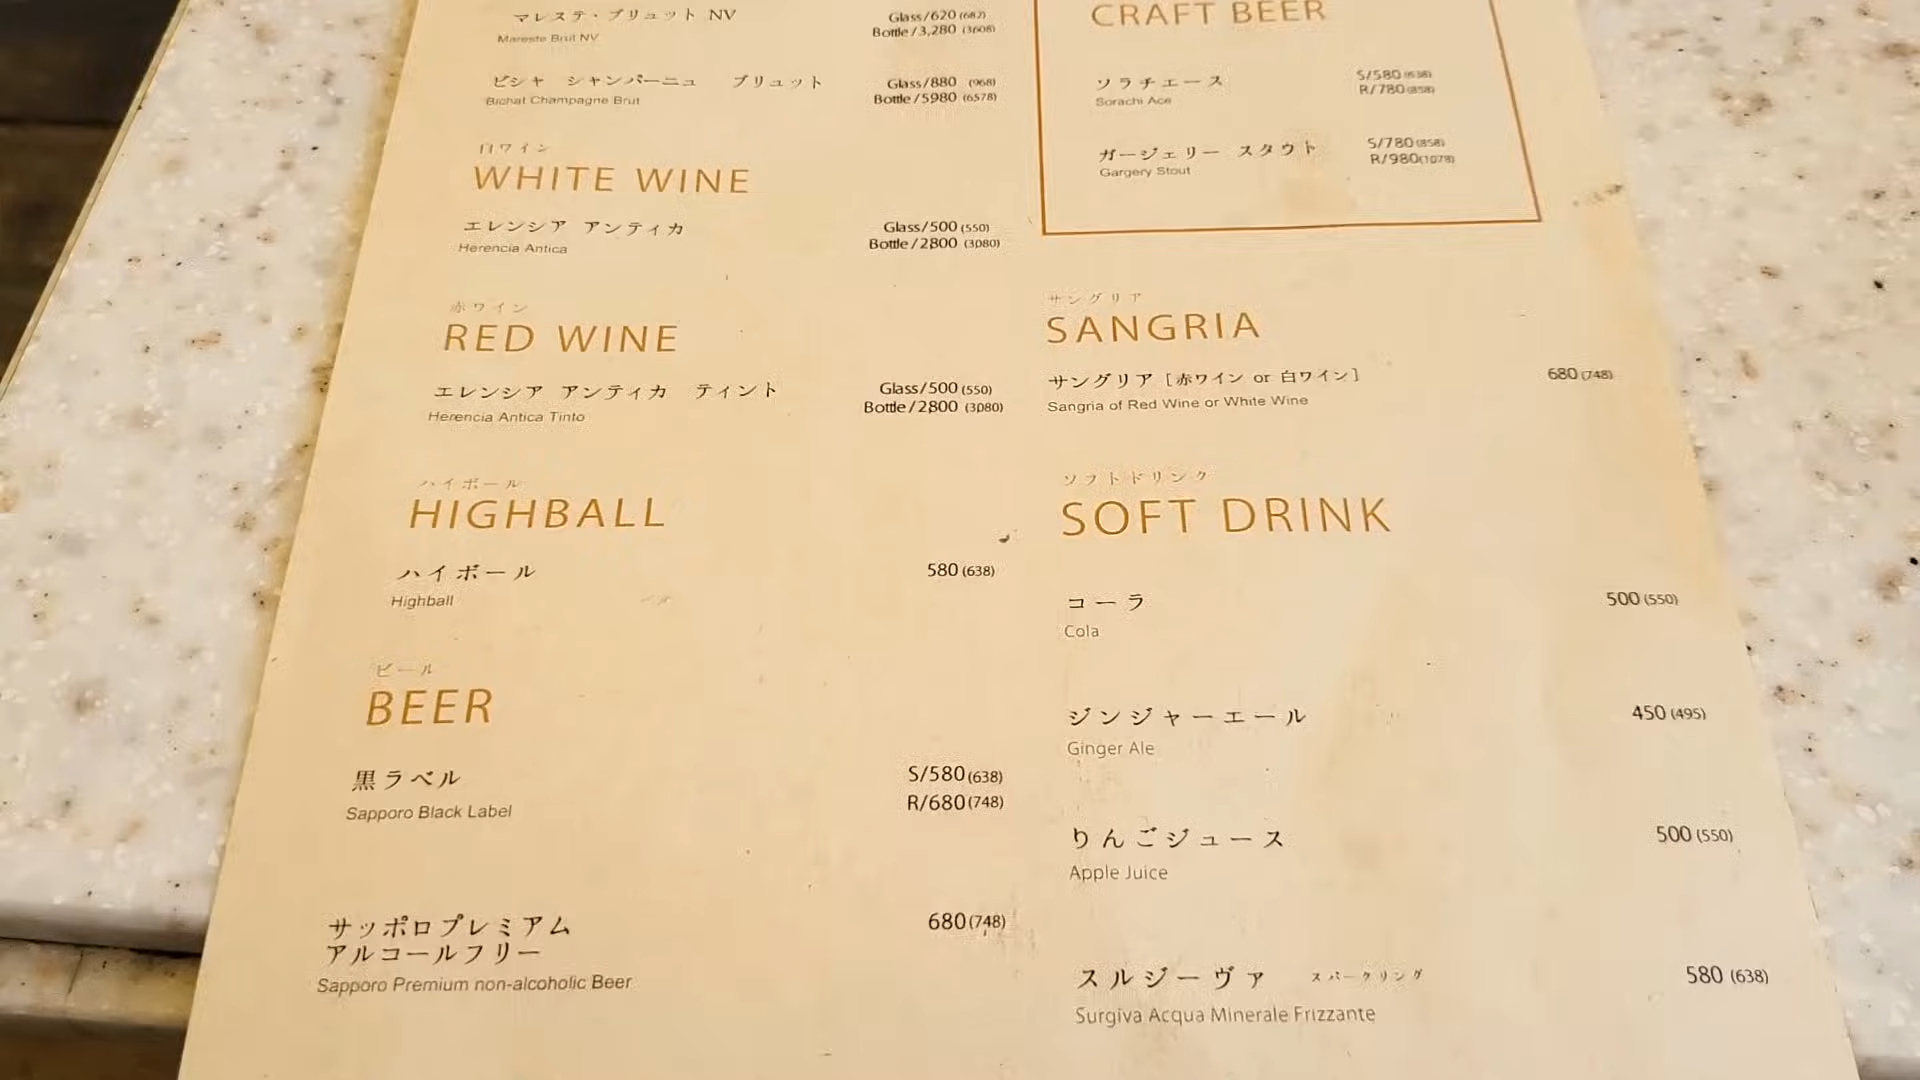 マレステ・ブリュット NV Glass/620 (682)
Mareste Brut NV Bottle/3,280 (3608)
ビシャ シャンパーニュ ブリュット Glass/880 (968)
Bichat Champagne Brut Bottle/5980 (6578)
白ワイン
WHITE WINE
エレンシア アンティカ Glass/500 (550)
Herencia Antica Bottle/2800 (3080)
赤ワイン
RED WINE
エレンシア アンティカ ティント Glass/500 (550)
Herencia Antica Tinto Bottle/2800 (3080)
ハイボール
HIGHBALL
ハイボール 580 (638)
Highball
ビール
BEER
黒ラベル S/580 (638)
Sapporo Black Label R/680 (748)
サッポロプレミアム 680 (748)
アルコールフリー
Sapporo Premium non-alcoholic Beer
CRAFT BEER
ソラチエース S/580 (638)
Sorachi Ace R/780 (858)
ガージェリー スタウト S/780 (858)
Gargery Stout R/980 (1078)
サングリア
SANGRIA
サングリア [赤ワイン or 白ワイン] 680 (748)
Sangria of Red Wine or White Wine
ソフトドリンク
SOFT DRINK
コーラ 500 (550)
Cola
ジンジャーエール 450 (495)
Ginger Ale
りんごジュース 500 (550)
Apple Juice
スルジーヴァ スパークリング 580 (638)
Surgiva Acqua Minerale Frizzante